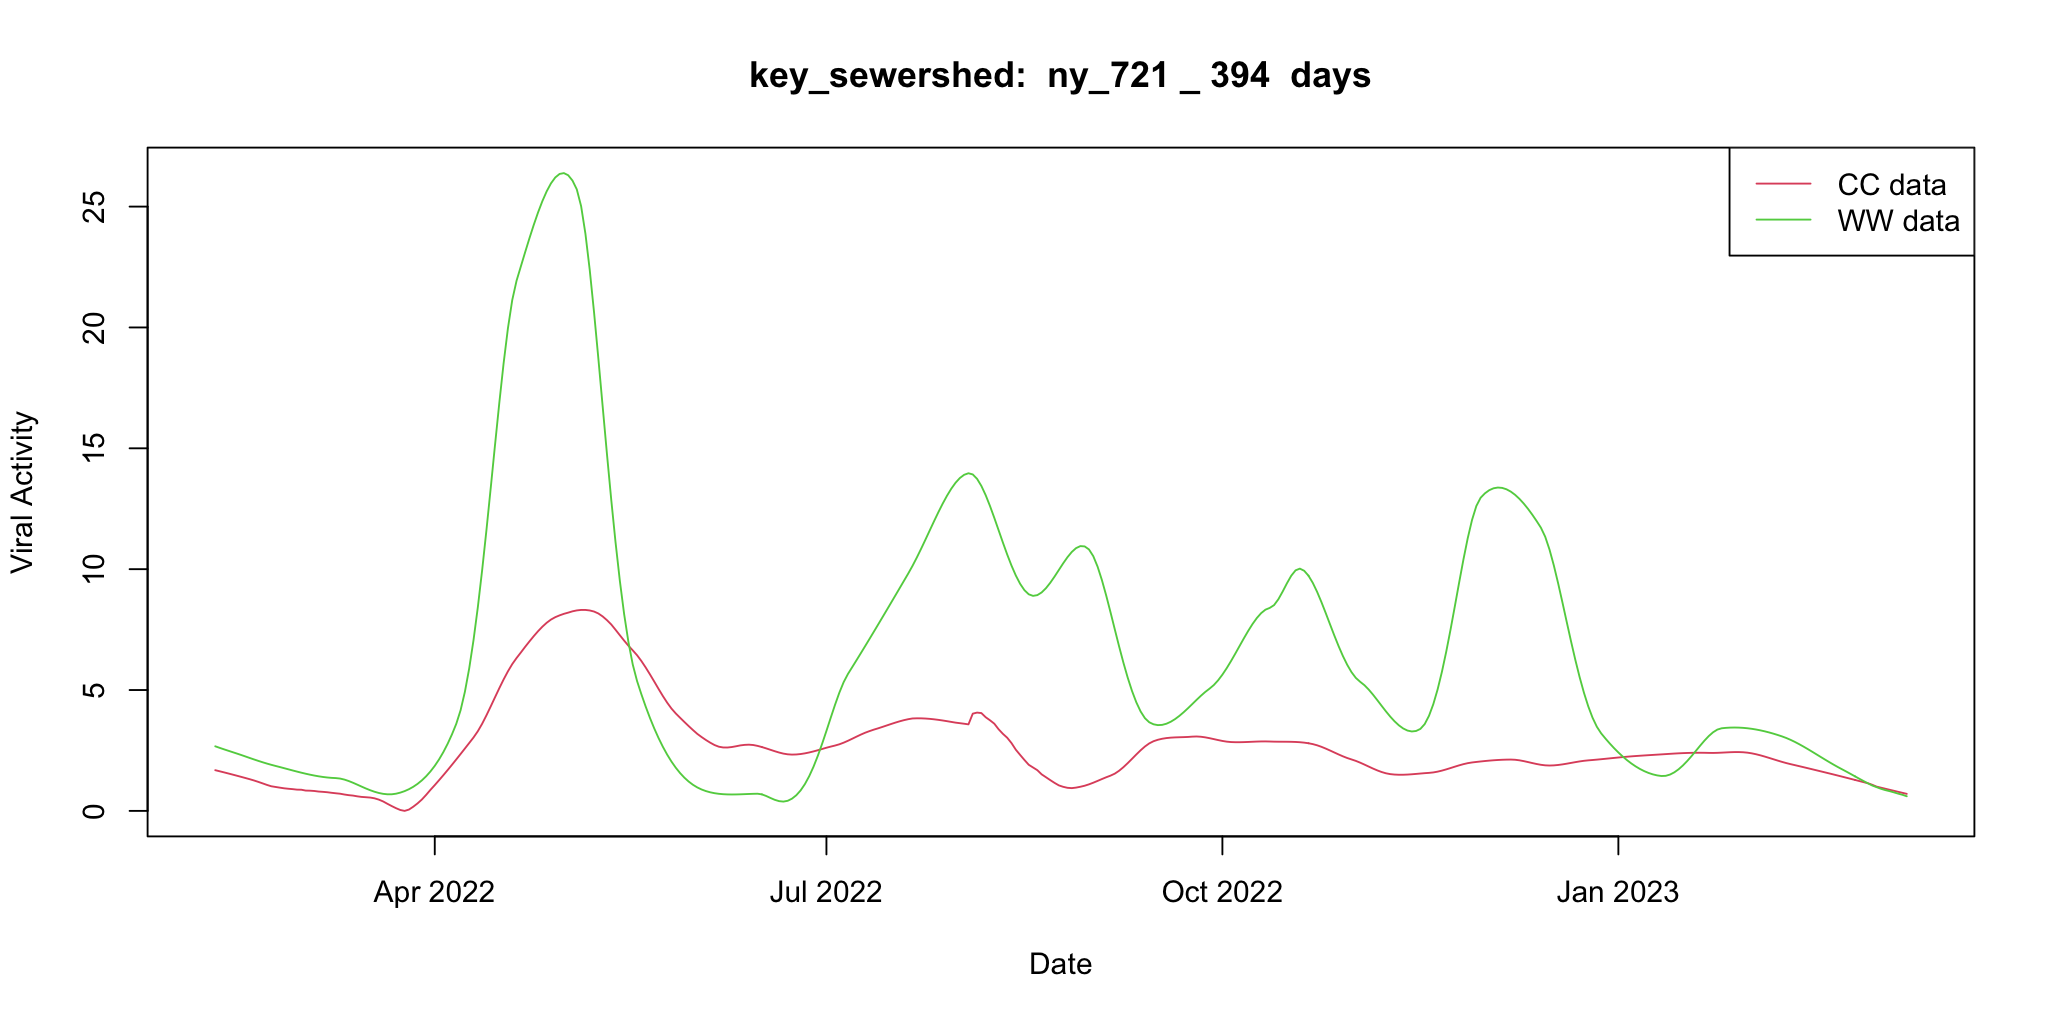 key_sewershed: ny_721 _ 394 days
CC data
WW data
Viral Activity
25
20
15
10
5
0
Apr 2022
Jul 2022
Oct 2022
Jan 2023
Date